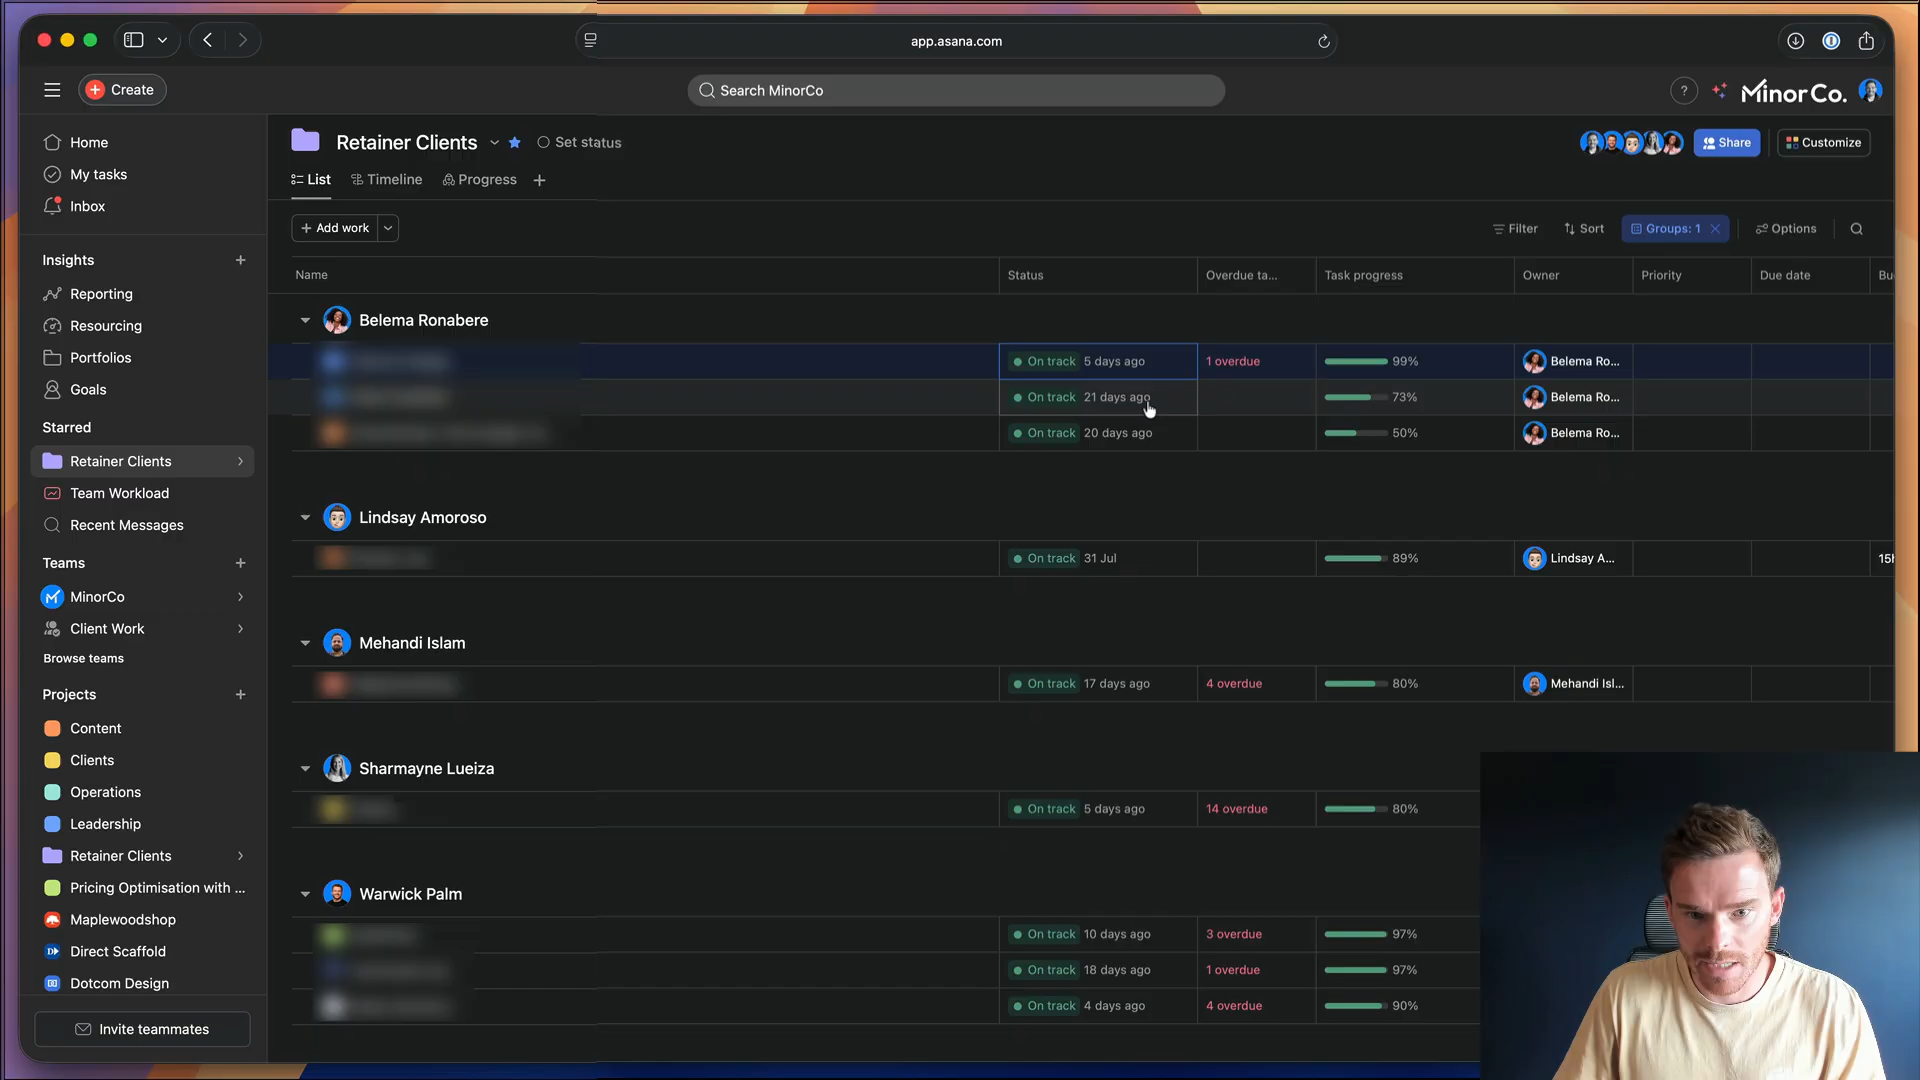 app.asana.com
Create
Search MinorCo
?
MinorCo.
Home
My tasks
Inbox
Insights
Reporting
Resourcing
Portfolios
Goals
Starred
Retainer Clients
Team Workload
Recent Messages
Teams
MinorCo
Client Work
Browse teams
Projects
Content
Clients
Operations
Leadership
Retainer Clients
Pricing Optimisation with ...
Maplewoodshop
Direct Scaffold
Dotcom Design
Invite teammates
Retainer Clients
Set status
Share
Customize
List Timeline Progress
Add work
Filter Sort Groups: 1 Options
Name Status Overdue ta... Task progress Owner Priority Due date Bu
Belema Ronabere
On track 5 days ago 1 overdue 99% Belema Ro...
On track 21 days ago 73% Belema Ro...
On track 20 days ago 50% Belema Ro...
Lindsay Amoroso
On track 31 Jul 89% Lindsay A... 15h
Mehandi Islam
On track 17 days ago 4 overdue 80% Mehandi Isl...
Sharmayne Lueiza
On track 5 days ago 14 overdue 80%
Warwick Palm
On track 10 days ago 3 overdue 97%
On track 18 days ago 1 overdue 97%
On track 4 days ago 4 overdue 90%